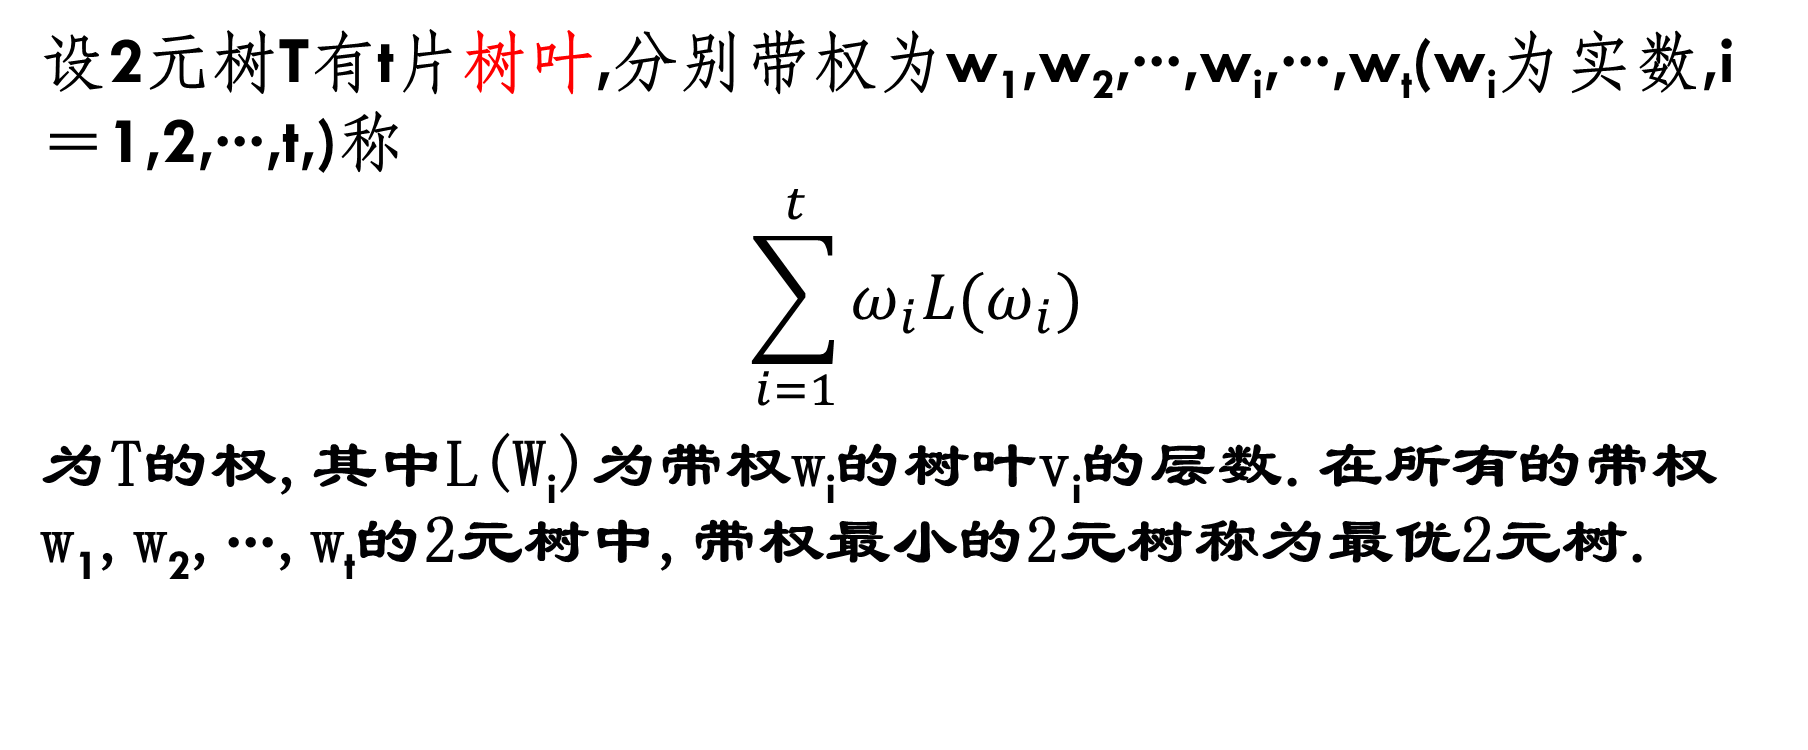 设2元树T有t片树叶,分别带权为w₁,w₂,…,wᵢ,…,wₜ(wᵢ为实数,i
=1,2,…,t,)称
t
∑ ωᵢL(ωᵢ)
i=1
为T的权,其中L(Wᵢ)为带权wᵢ的树叶vᵢ的层数.在所有的带权
w₁,w₂,…,wₜ的2元树中,带权最小的2元树称为最优2元树.